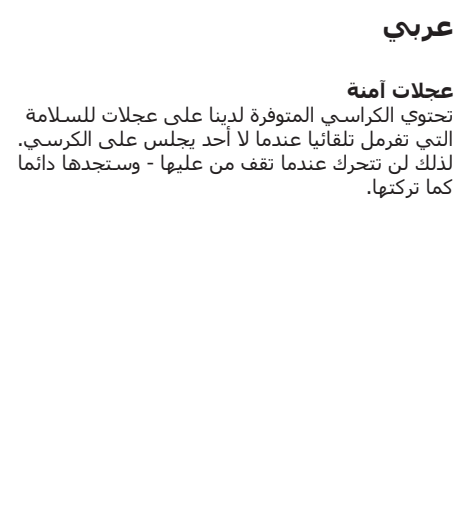 عربي
عجلات آمنة
تحتوي الكراسي المتوفرة لدينا على عجلات للسلامة
التي تفرمل تلقائيا عندما لا أحد يجلس على الكرسي.
لذلك لن تتحرك عندما تقف من عليها - وستجدها دائما
كما تركتها.